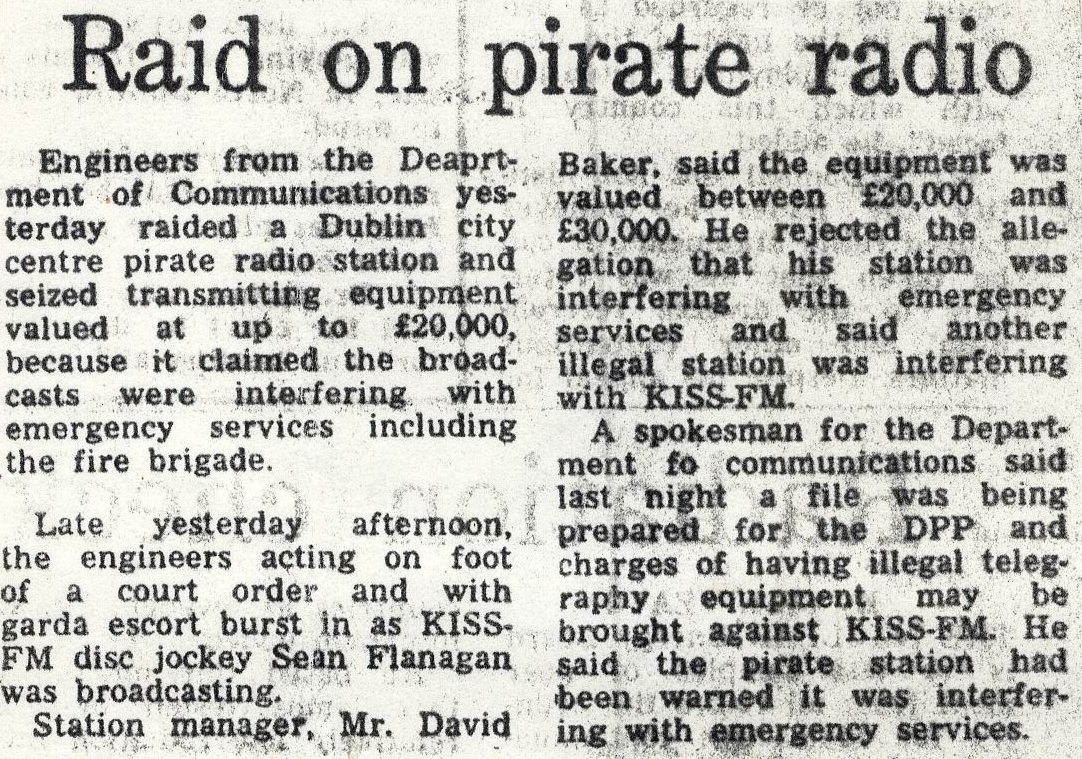 Raid on pirate radio
Engineers from the Deaprt-
ment of Communications yes-
terday raided a Dublin city
centre pirate radio station and
seized transmitting equipment
valued at up to £20,000,
because it claimed the broad-
casts were interfering with
emergency services including
the fire brigade.
Late yesterday afternoon,
the engineers acting on foot
of a court order and with
garda escort burst in as KISS-
FM disc jockey Sean Flanagan
was broadcasting.
Station manager, Mr. David
Baker, said the equipment was
valued between £20,000 and
£30,000. He rejected the alle-
gation that his station was
interfering with emergency
services and said another
illegal station was interfering
with KISS-FM.
A spokesman for the Depart-
ment fo communications said
last night a file was being
prepared for the DPP and
charges of having illegal teleg-
raphy equipment may be
brought against KISS-FM. He
said the pirate station had
been warned it was interfer-
ing with emergency services.